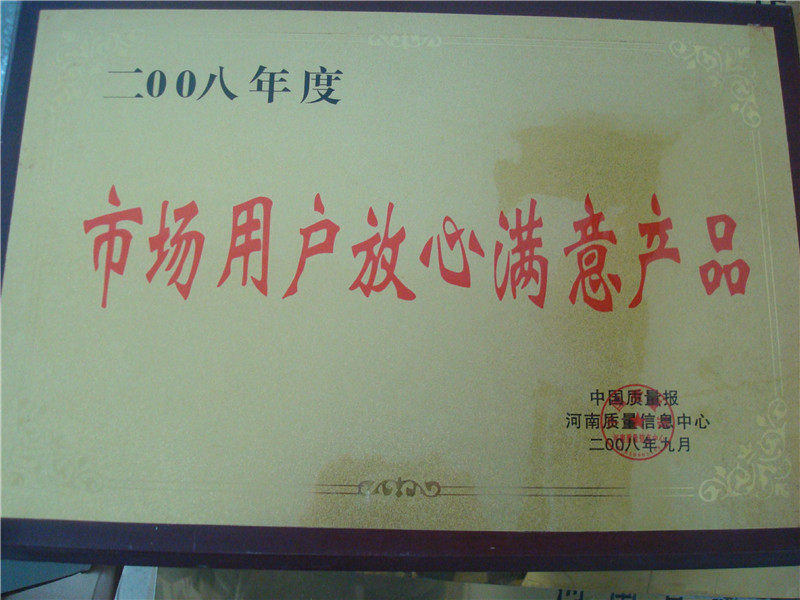 二00八年度
市场用户放心满意产品
中国质量报
河南质量信息中心
二00八年九月